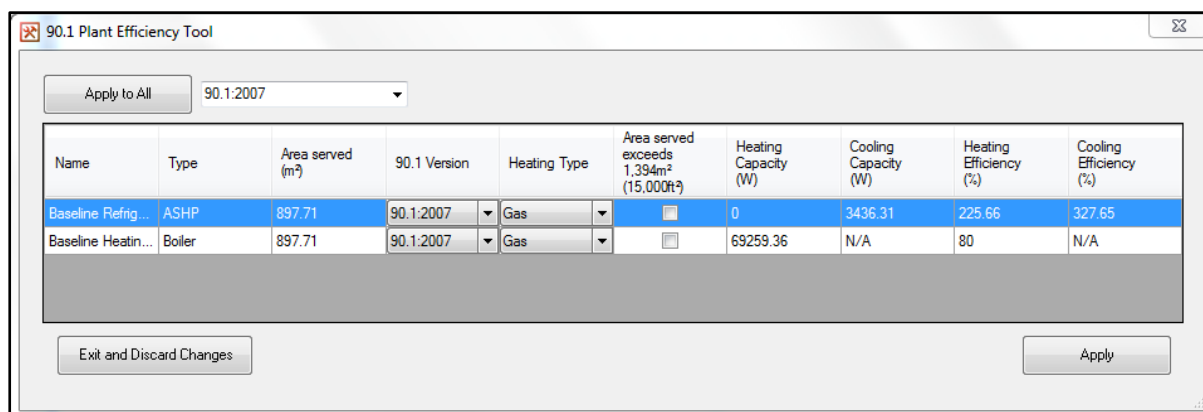 90.1 Plant Efficiency Tool
Apply to All 90.1:2007
Name Type Area served (m²) 90.1 Version Heating Type Area served exceeds 1,394m² (15,000ft²) Heating Capacity (W) Cooling Capacity (W) Heating Efficiency (%) Cooling Efficiency (%)
Baseline Refrig... ASHP 897.71 90.1:2007 Gas 0 3436.31 225.66 327.65
Baseline Heatin... Boiler 897.71 90.1:2007 Gas 69259.36 N/A 80 N/A
Exit and Discard Changes Apply